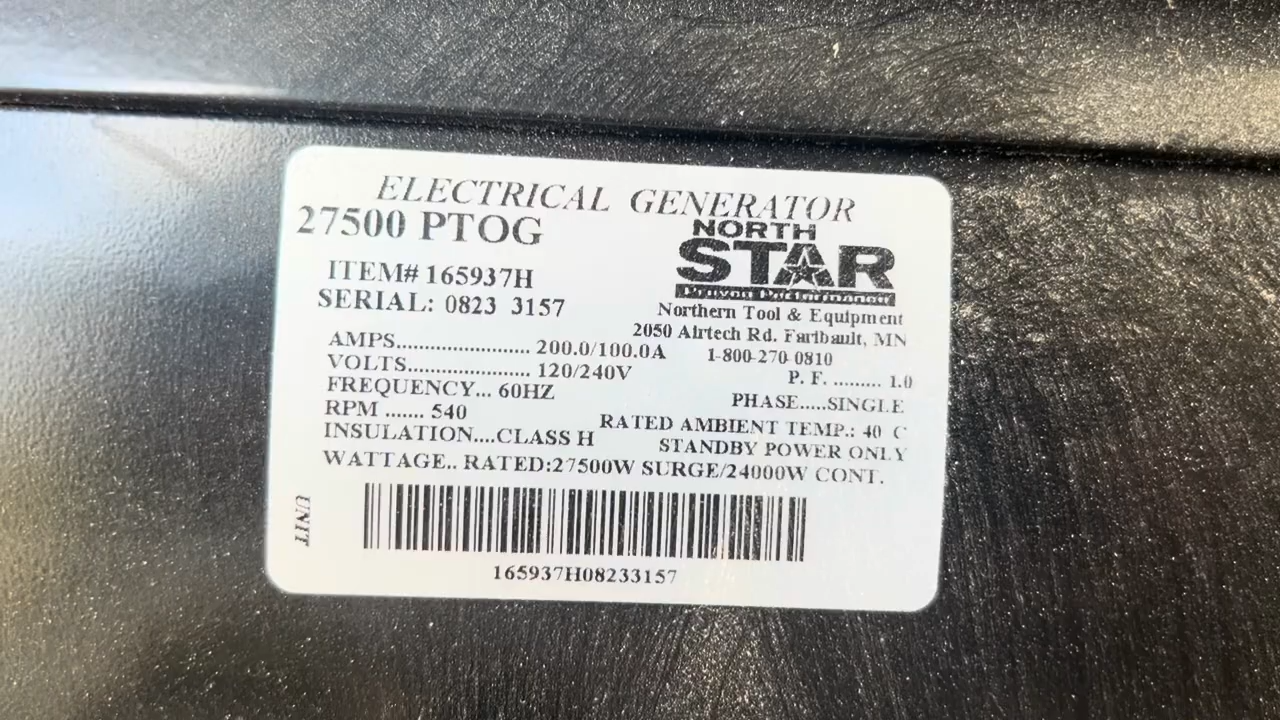 ELECTRICAL GENERATOR
27500 PTOG
NORTH
STAR
Proven Performance
ITEM# 165937H
SERIAL: 0823 3157
Northern Tool & Equipment
2050 Airtech Rd. Faribault, MN
1-800-270-0810
AMPS........................ 200.0/100.0A
VOLTS...................... 120/240V
P. F. ......... 1.0
FREQUENCY... 60HZ
PHASE.....SINGLE
RPM ....... 540
RATED AMBIENT TEMP.: 40 C
INSULATION....CLASS H
STANDBY POWER ONLY
WATTAGE.. RATED:27500W SURGE/24000W CONT.
UNIT
165937H08233157